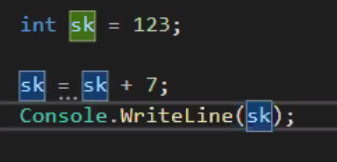 int sk = 123;
sk = sk + 7;
Console.WriteLine(sk);